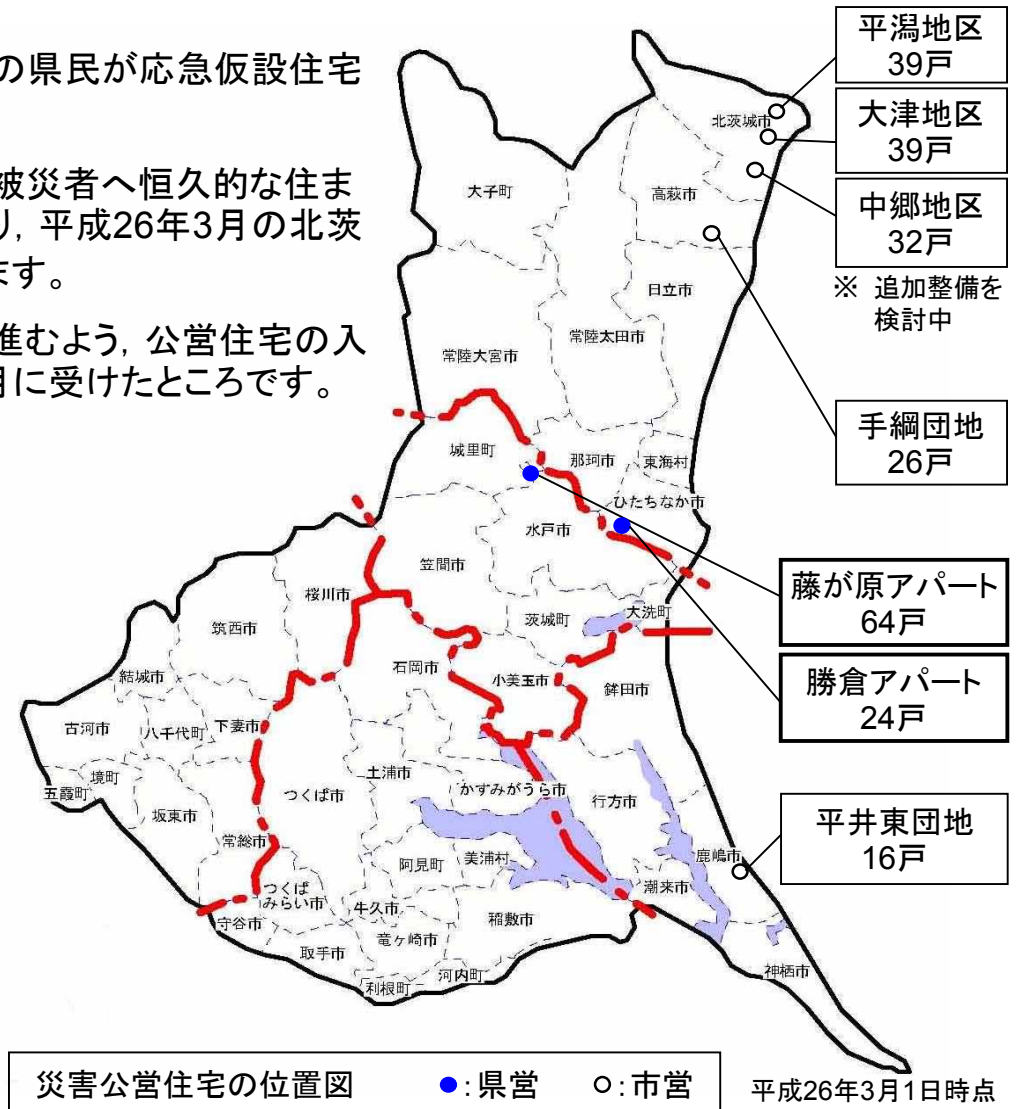 の県民が応急仮設住宅
被災者へ恒久的な住ま
り，平成26年3月の北茨
ます。
進むよう，公営住宅の入
月に受けたところです。
平潟地区
39戸
大津地区
39戸
中郷地区
32戸
※ 追加整備を
検討中
手綱団地
26戸
藤が原アパート
64戸
勝倉アパート
24戸
平井東団地
16戸
北茨城市
大子町
高萩市
日立市
常陸太田市
常陸大宮市
城里町
那珂市
東海村
ひたちなか市
水戸市
笠間市
桜川市
茨城町
大洗町
筑西市
石岡市
小美玉市
鉾田市
結城市
古河市
八千代町
下妻市
土浦市
かすみがうら市
境町
五霞町
つくば市
行方市
坂東市
常総市
阿見町
美浦村
鹿嶋市
潮来市
つくば
みらい市
牛久市
稲敷市
守谷市
竜ヶ崎市
取手市
河内町
利根町
神栖市
災害公営住宅の位置図 ●:県営 ○:市営
平成26年3月1日時点